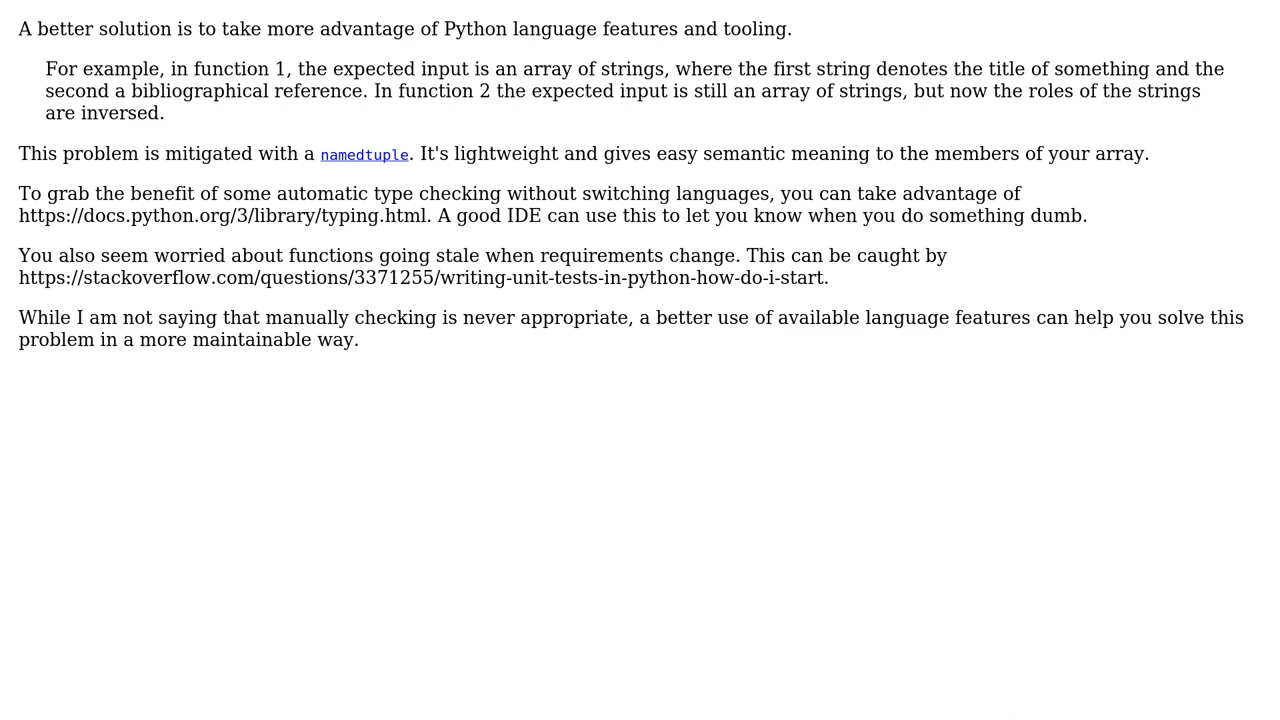 A better solution is to take more advantage of Python language features and tooling.
For example, in function 1, the expected input is an array of strings, where the first string denotes the title of something and the
second a bibliographical reference. In function 2 the expected input is still an array of strings, but now the roles of the strings
are inversed.
This problem is mitigated with a namedtuple. It's lightweight and gives easy semantic meaning to the members of your array.
To grab the benefit of some automatic type checking without switching languages, you can take advantage of
https://docs.python.org/3/library/typing.html. A good IDE can use this to let you know when you do something dumb.
You also seem worried about functions going stale when requirements change. This can be caught by
https://stackoverflow.com/questions/3371255/writing-unit-tests-in-python-how-do-i-start.
While I am not saying that manually checking is never appropriate, a better use of available language features can help you solve this
problem in a more maintainable way.